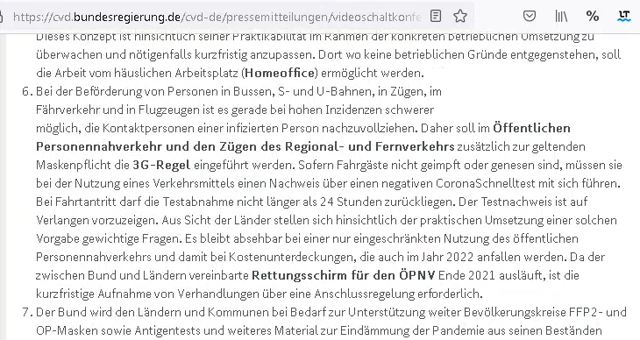 https://cvd.bundesregierung.de/cvd-de/pressemitteilungen/videoschaltkonf
%
LT
Dieses Konzept ist hinsichtlich seiner Praktikabilität im Rahmen der konkreten betrieblichen Umsetzung zu
überwachen und nötigenfalls kurzfristig anzupassen. Dort wo keine betrieblichen Gründe entgegenstehen, soll
die Arbeit vom häuslichen Arbeitsplatz (Homeoffice) ermöglicht werden.
6. Bei der Beförderung von Personen in Bussen, S- und U-Bahnen, in Zügen, im
Fährverkehr und in Flugzeugen ist es gerade bei hohen Inzidenzen schwerer
möglich, die Kontaktpersonen einer infizierten Person nachzuvollziehen. Daher soll im Öffentlichen
Personennahverkehr und den Zügen des Regional- und Fernverkehrs zusätzlich zur geltenden
Maskenpflicht die 3G-Regel eingeführt werden. Sofern Fahrgäste nicht geimpft oder genesen sind, müssen sie
bei der Nutzung eines Verkehrsmittels einen Nachweis über einen negativen CoronaSchnelltest mit sich führen.
Bei Fahrtantritt darf die Testabnahme nicht länger als 24 Stunden zurückliegen. Der Testnachweis ist auf
Verlangen vorzuzeigen. Aus Sicht der Länder stellen sich hinsichtlich der praktischen Umsetzung einer solchen
Vorgabe gewichtige Fragen. Es bleibt absehbar bei einer nur eingeschränkten Nutzung des öffentlichen
Personennahverkehrs und damit bei Kostenunterdeckungen, die auch im Jahr 2022 anfallen werden. Da der
zwischen Bund und Ländern vereinbarte Rettungsschirm für den ÖPNV Ende 2021 ausläuft, ist die
kurzfristige Aufnahme von Verhandlungen über eine Anschlussregelung erforderlich.
7. Der Bund wird den Ländern und Kommunen bei Bedarf zur Unterstützung weiter Bevölkerungskreise FFP2- und
OP-Masken sowie Antigentests und weiteres Material zur Eindämmung der Pandemie aus seinen Beständen